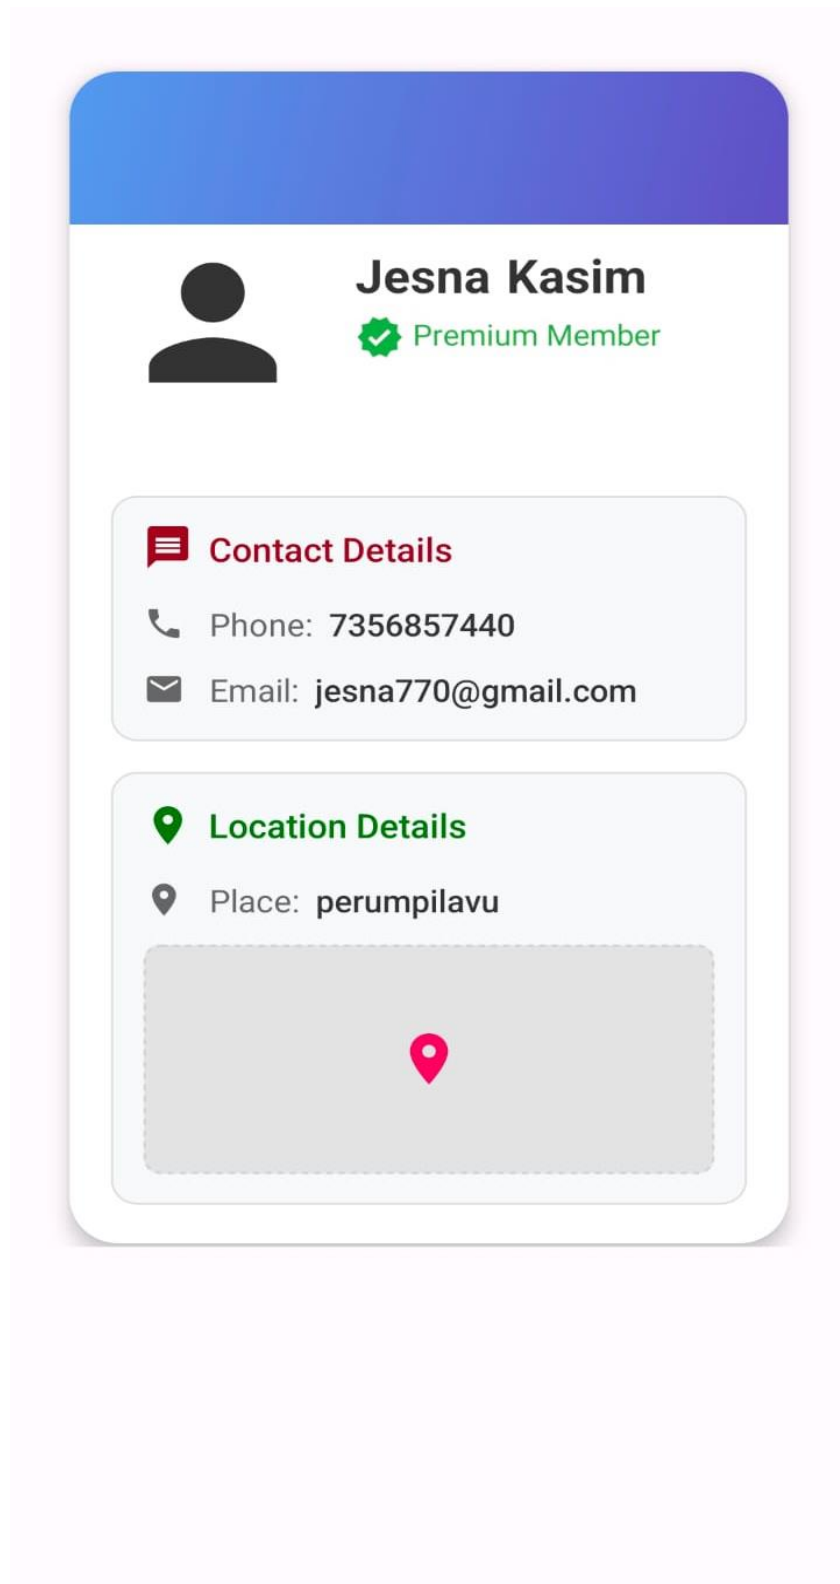 Jesna Kasim
Premium Member
Contact Details
Phone: 7356857440
Email: jesna770@gmail.com
Location Details
Place: perumpilavu